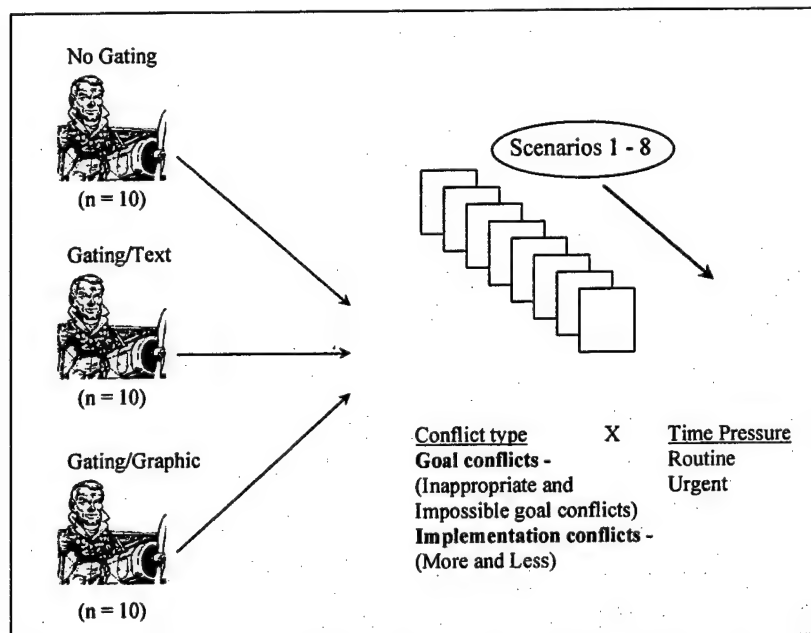 No Gating
(n = 10)
Gating/Text
(n = 10)
Gating/Graphic
(n = 10)
Scenarios 1 - 8
Conflict type X Time Pressure
Goal conflicts - Routine
(Inappropriate and Urgent
Impossible goal conflicts)
Implementation conflicts -
(More and Less)